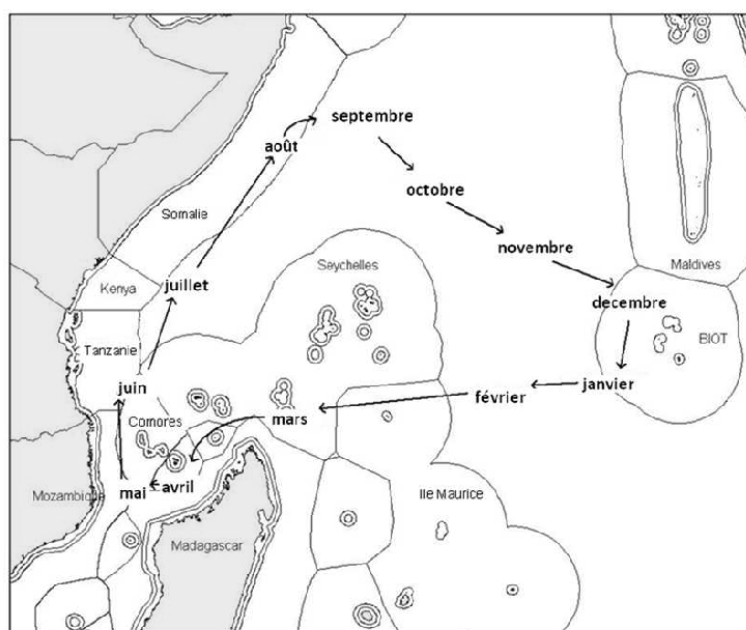 septembre
août
octobre
Somalie
novembre
Seychelles
Maldives
juillet
Kenya
decembre
BIOT
Tanzanie
juin
janvier
février
mars
Comores
avril
mai
Mozambique
Ile Maurice
Madagascar